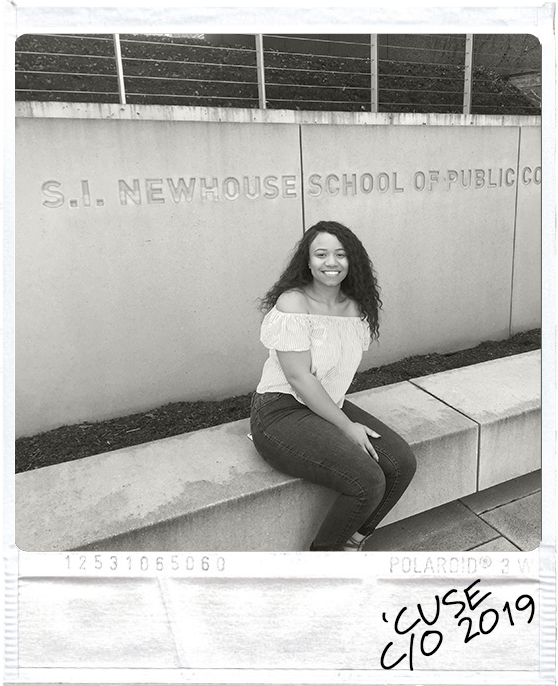 S.I. NEWHOUSE SCHOOL OF PUBLIC CO
12531065060 POLAROID® 3 W
'CUSE
C/O 2019